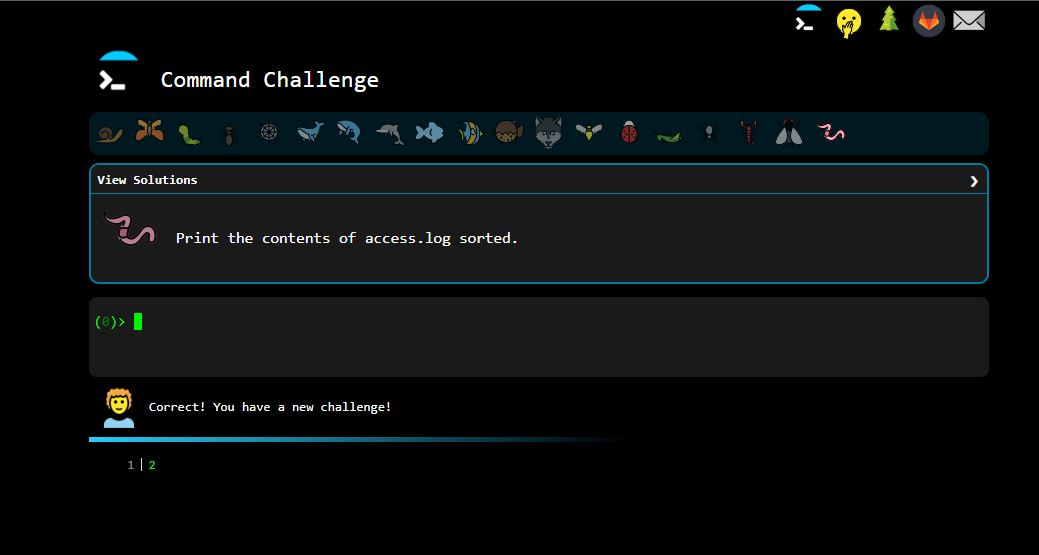 Command Challenge
View Solutions
Print the contents of access.log sorted.
(0)>
Correct! You have a new challenge!
1 2